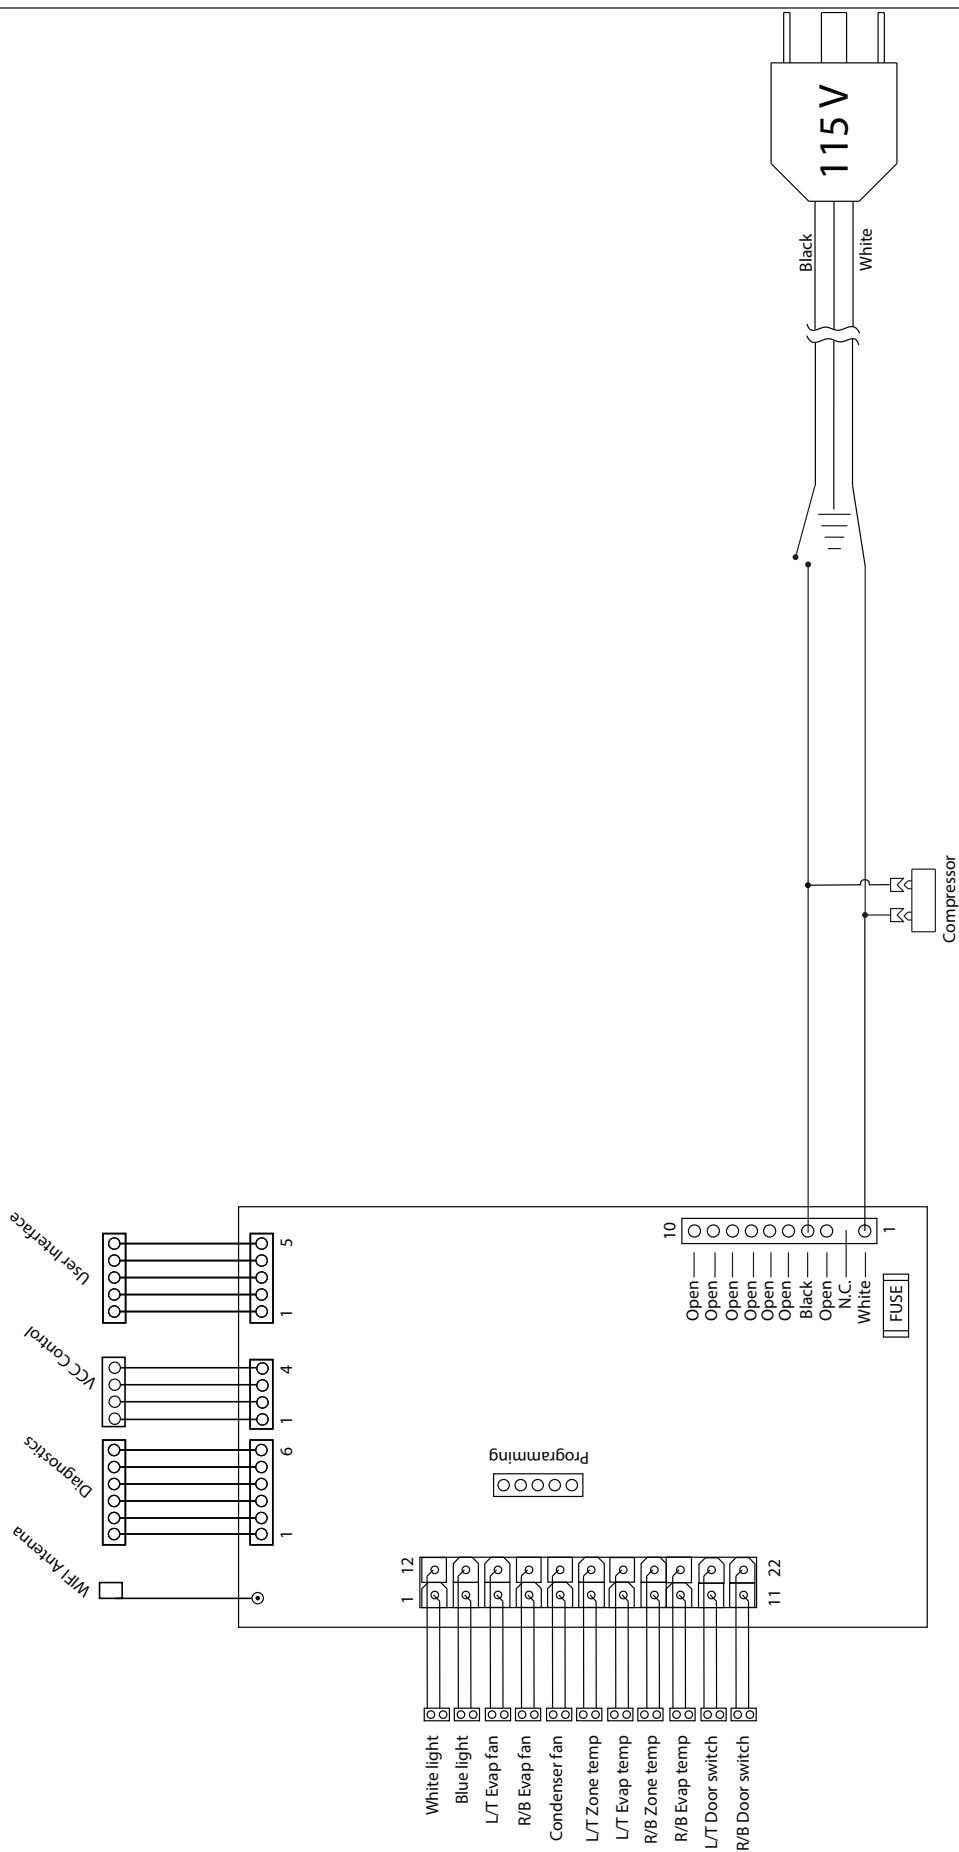 115 V
Black
White
Compressor
User Interface
5
1
VCC Control
4
1
Diagnostics
6
1
WIFI Antenna
10
1
Open
Open
Open
Open
Open
Open
Black
Open
N.C.
White
FUSE
Programming
1
12
11
22
White light
Blue light
L/T Evap fan
R/B Evap fan
Condenser fan
L/T Zone temp
L/T Evap temp
R/B Zone temp
R/B Evap temp
L/T Door switch
R/B Door switch